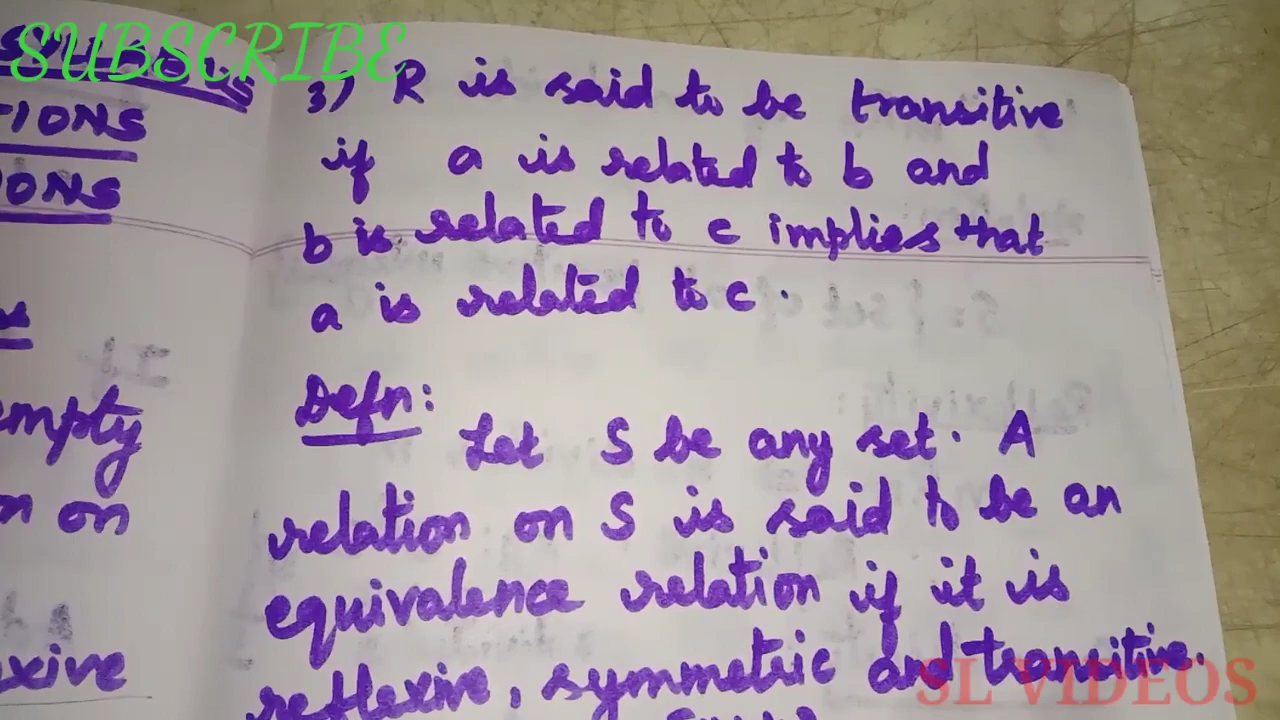 SUBSCRIBE
TIONS
IONS
empty
n on
exive
3) R is said to be transitive
if a is related to b and
b is related to c implies that
a is related to c.
Defn:
Let S be any set. A
relation on S is said to be an
equivalence relation if it is
reflexive, symmetric and transitive.
SL VIDEOS